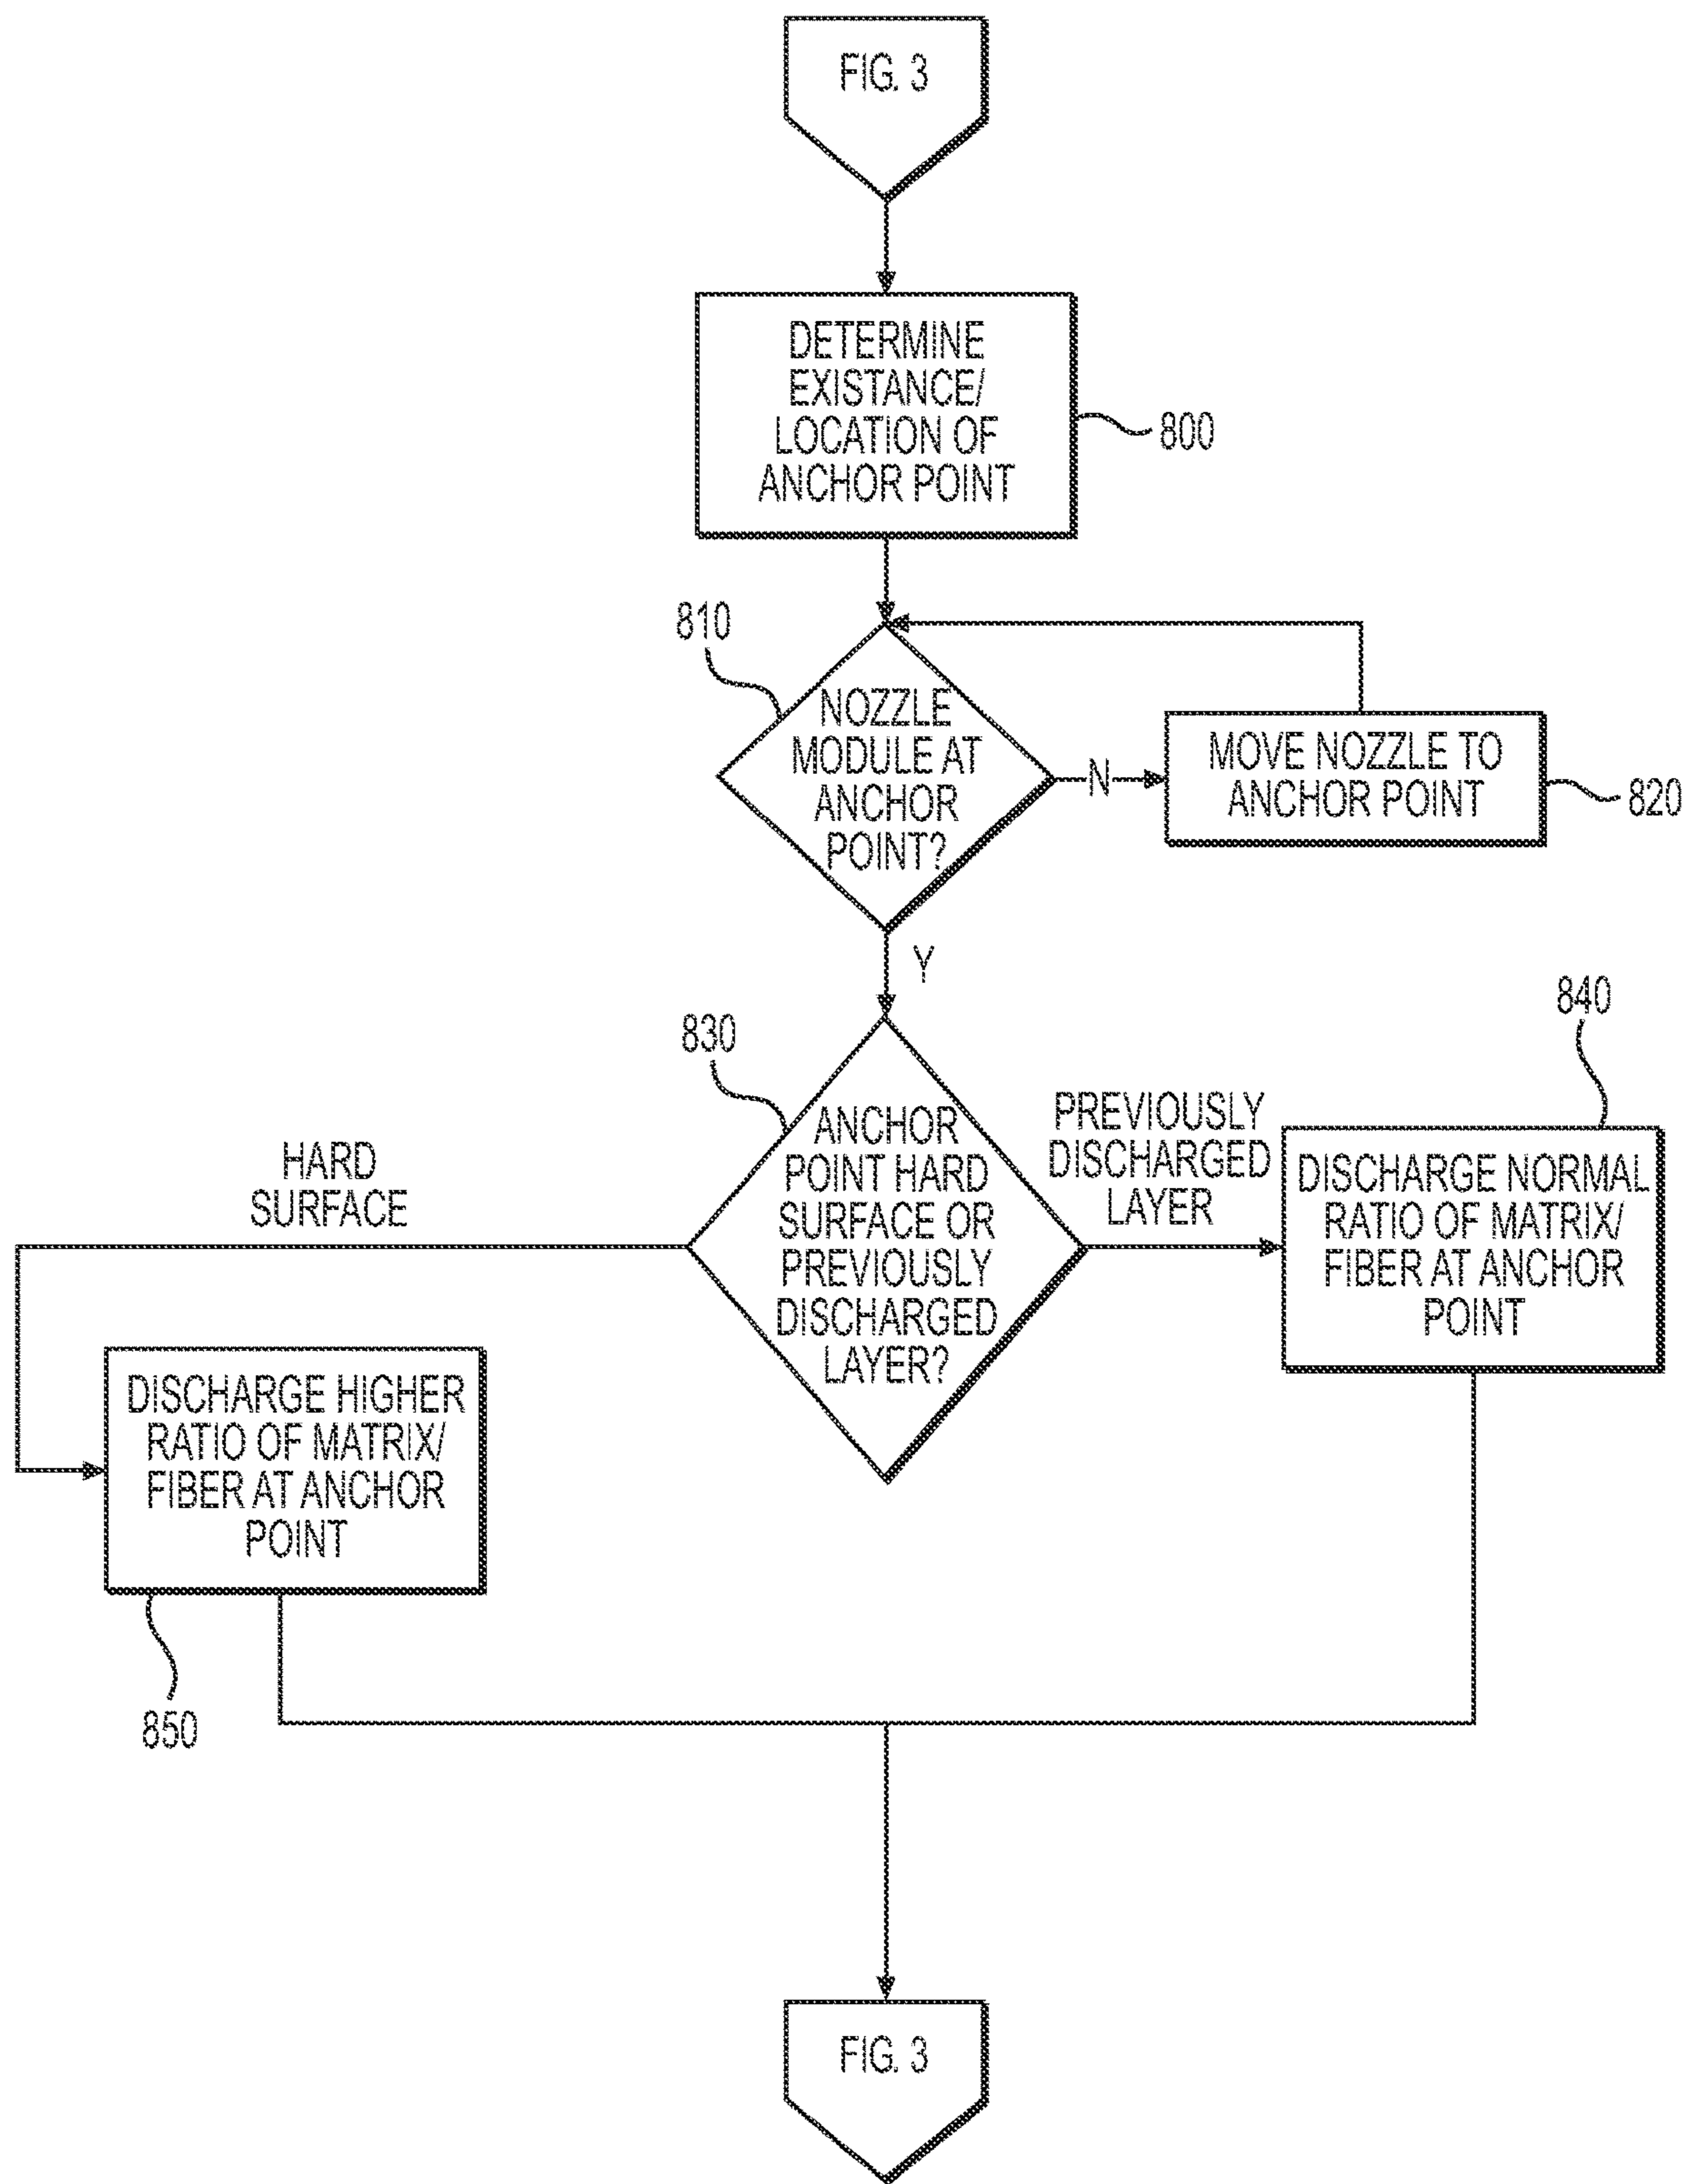 FIG. 3
DETERMINE
EXISTANCE/
LOCATION OF
ANCHOR POINT
800
810
NOZZLE
MODULE AT
ANCHOR
POINT?
N
MOVE NOZZLE TO
ANCHOR POINT
820
Y
830
ANCHOR
POINT HARD
SURFACE OR
PREVIOUSLY
DISCHARGED
LAYER?
PREVIOUSLY
DISCHARGED
LAYER
840
DISCHARGE NORMAL
RATIO OF MATRIX/
FIBER AT ANCHOR
POINT
HARD
SURFACE
DISCHARGE HIGHER
RATIO OF MATRIX/
FIBER AT ANCHOR
POINT
850
FIG. 3